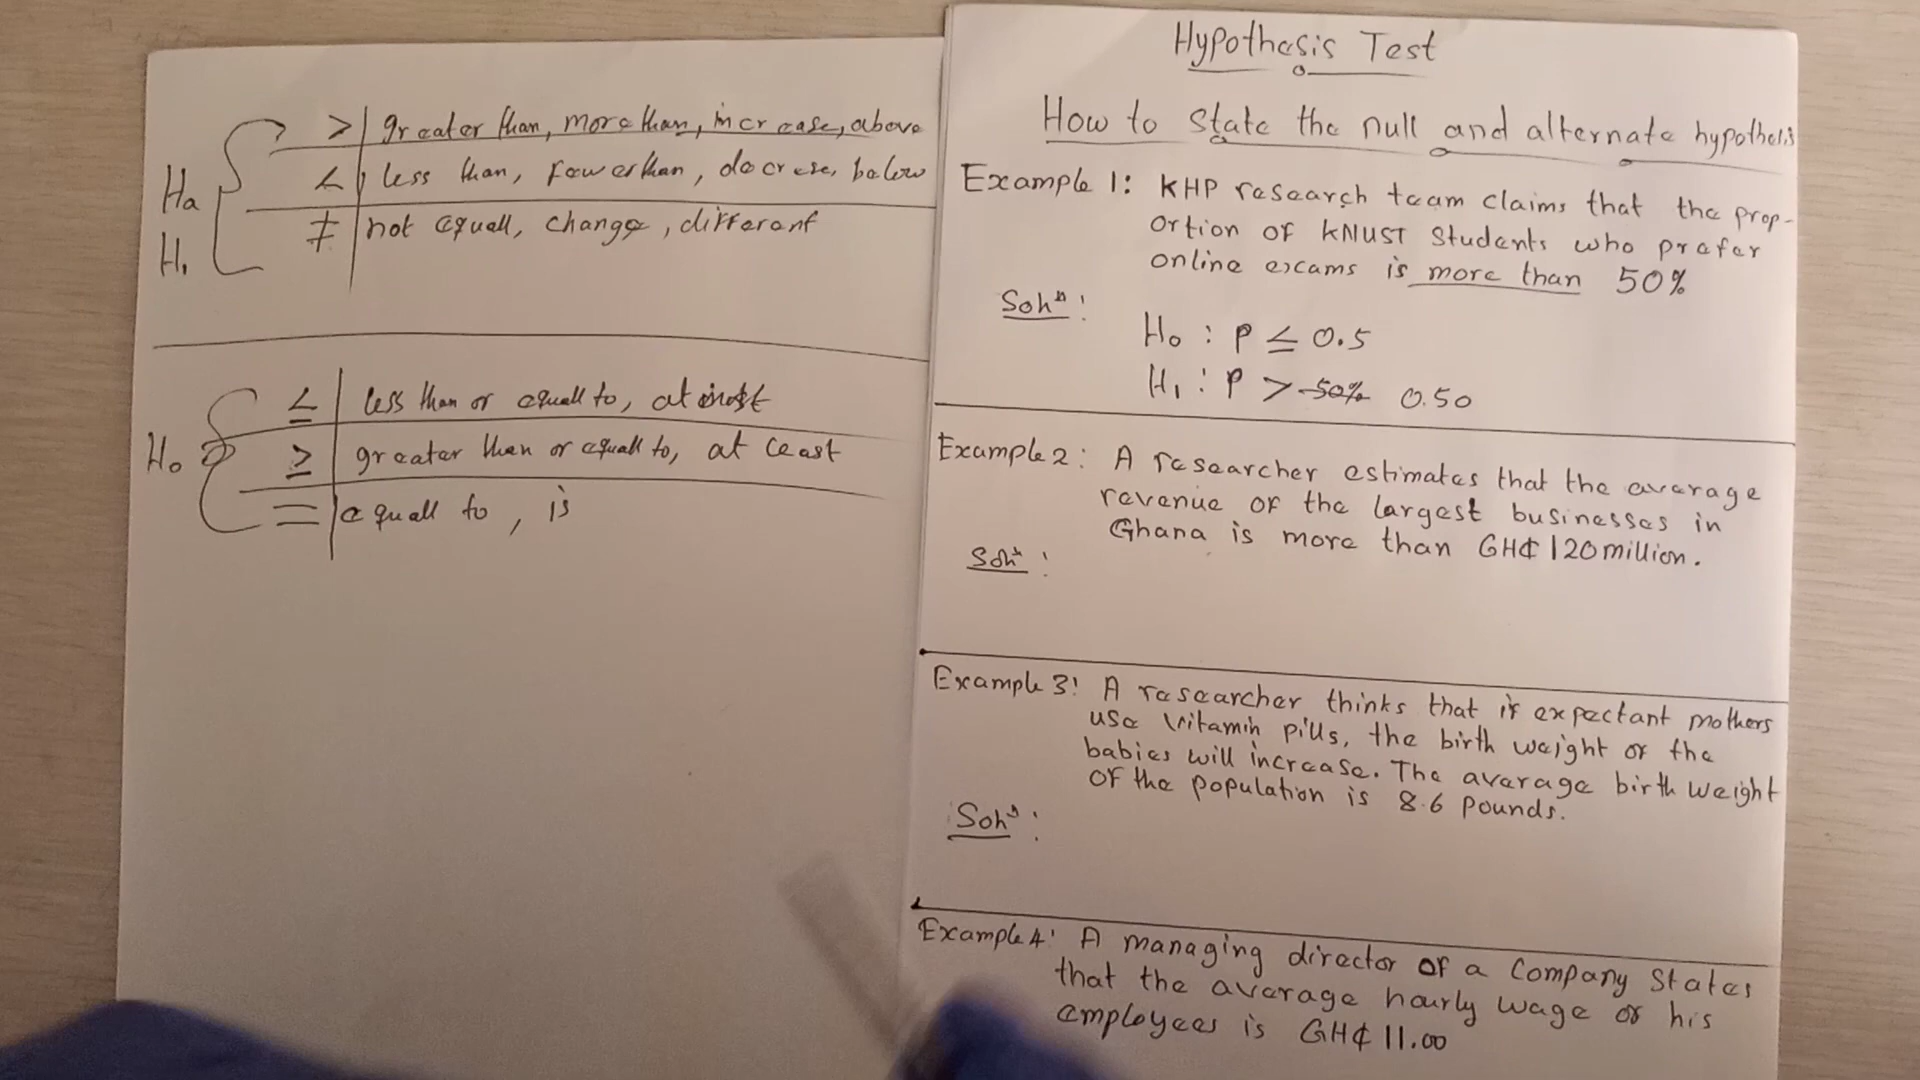 > greater than, more than, increase, above
Ha < less than, fewer than, decrese, below
H₁ ≠ not equall, change, different
≤ less than or equall to, at most
H₀ ≥ greater than or equall to, at least
= equall to, is
Hypothesis Test
How to state the null and alternate hypothesis
Example 1: KHP research team claims that the prop-
ortion of KNUST Students who prefer
online exams is more than 50%
Solⁿ:
H₀ : P ≤ 0.5
H₁ : P > 50% 0.50
Example 2: A researcher estimates that the average
revenue of the largest businesses in
Ghana is more than GH₵ 120 million.
Solⁿ:
Example 3: A researcher thinks that if expectant mothers
use vitamin pills, the birth weight of the
babies will increase. The average birth weight
of the population is 8.6 pounds.
Solⁿ:
Example 4: A managing director of a Company States
that the average hourly wage of his
employees is GH₵ 11.00